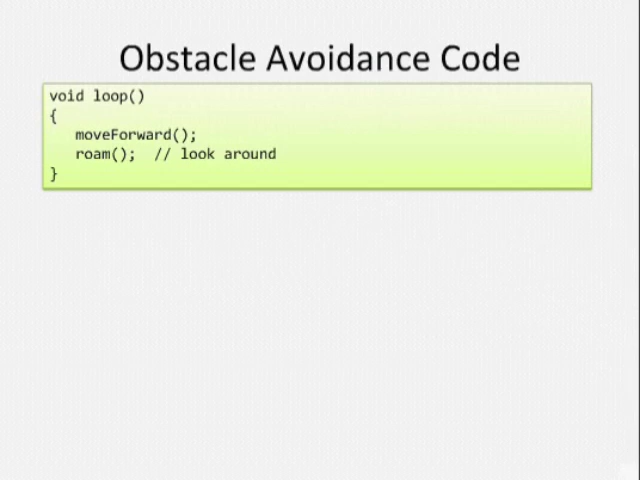 Obstacle Avoidance Code
void loop()
{
   moveForward();
   roam();  // look around
}